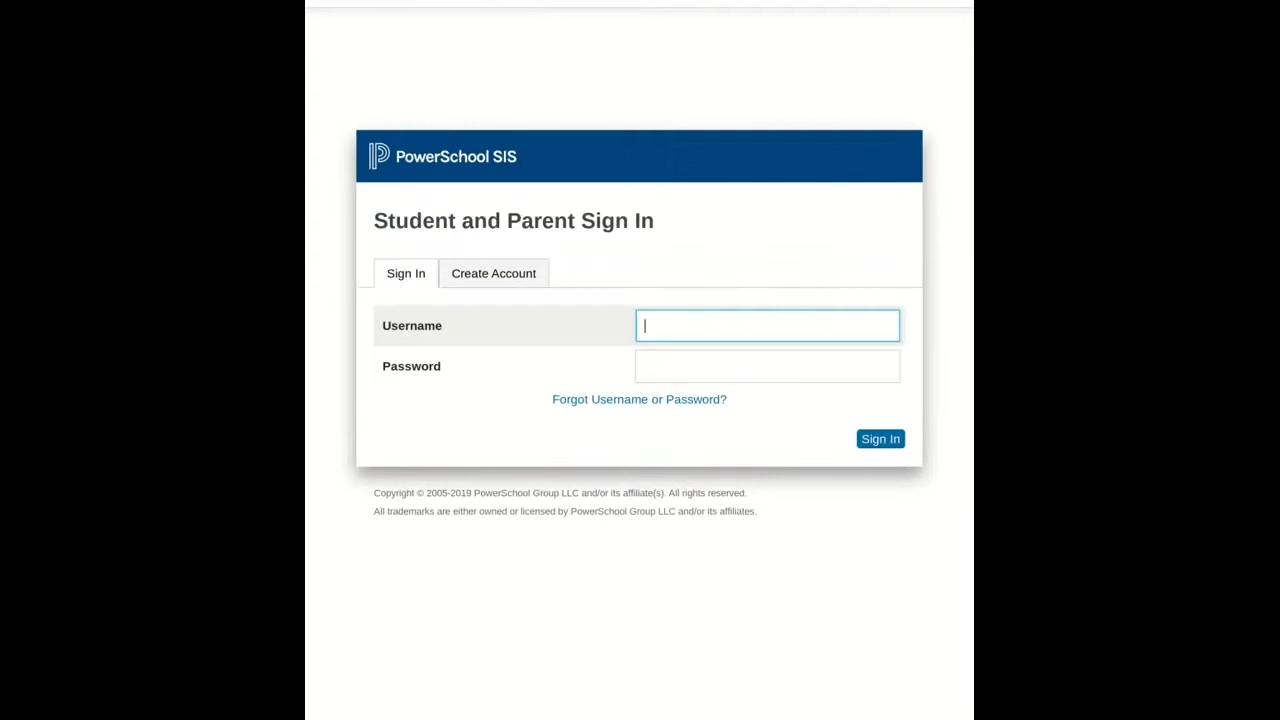 PowerSchool SIS
Student and Parent Sign In
Sign In
Create Account
Username
Password
Forgot Username or Password?
Sign In
Copyright © 2005-2019 PowerSchool Group LLC and/or its affiliate(s). All rights reserved.
All trademarks are either owned or licensed by PowerSchool Group LLC and/or its affiliates.